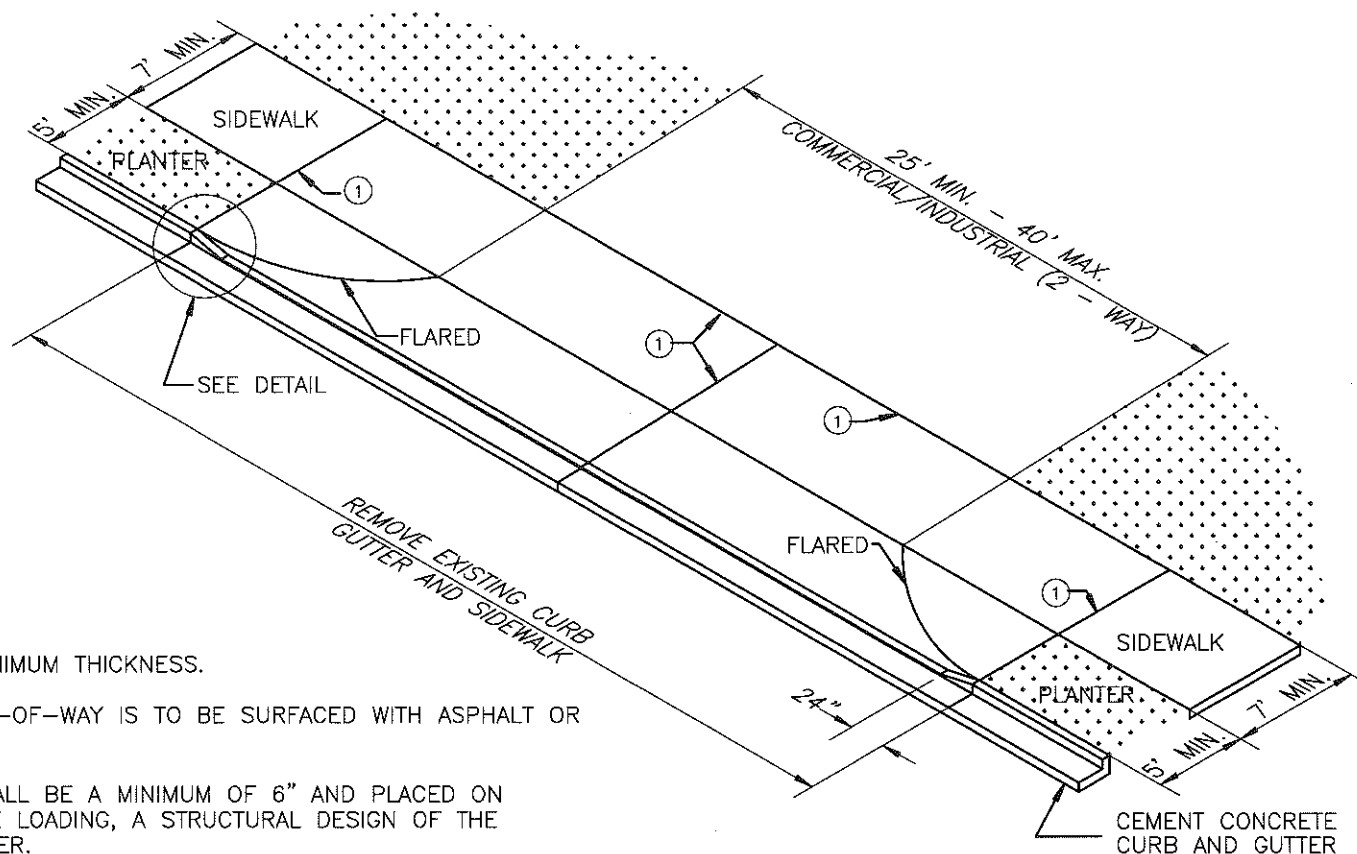 7' MIN.
5' MIN.
SIDEWALK
PLANTER
1
25' MIN. – 40' MAX.
COMMERCIAL/INDUSTRIAL (2 – WAY)
FLARED
1
SEE DETAIL
1
REMOVE EXISTING CURB
GUTTER AND SIDEWALK
FLARED
1
SIDEWALK
PLANTER
24"
7' MIN.
5' MIN.
NIMUM THICKNESS.
–OF–WAY IS TO BE SURFACED WITH ASPHALT OR
ALL BE A MINIMUM OF 6" AND PLACED ON
E LOADING, A STRUCTURAL DESIGN OF THE
ER.
CEMENT CONCRETE
CURB AND GUTTER